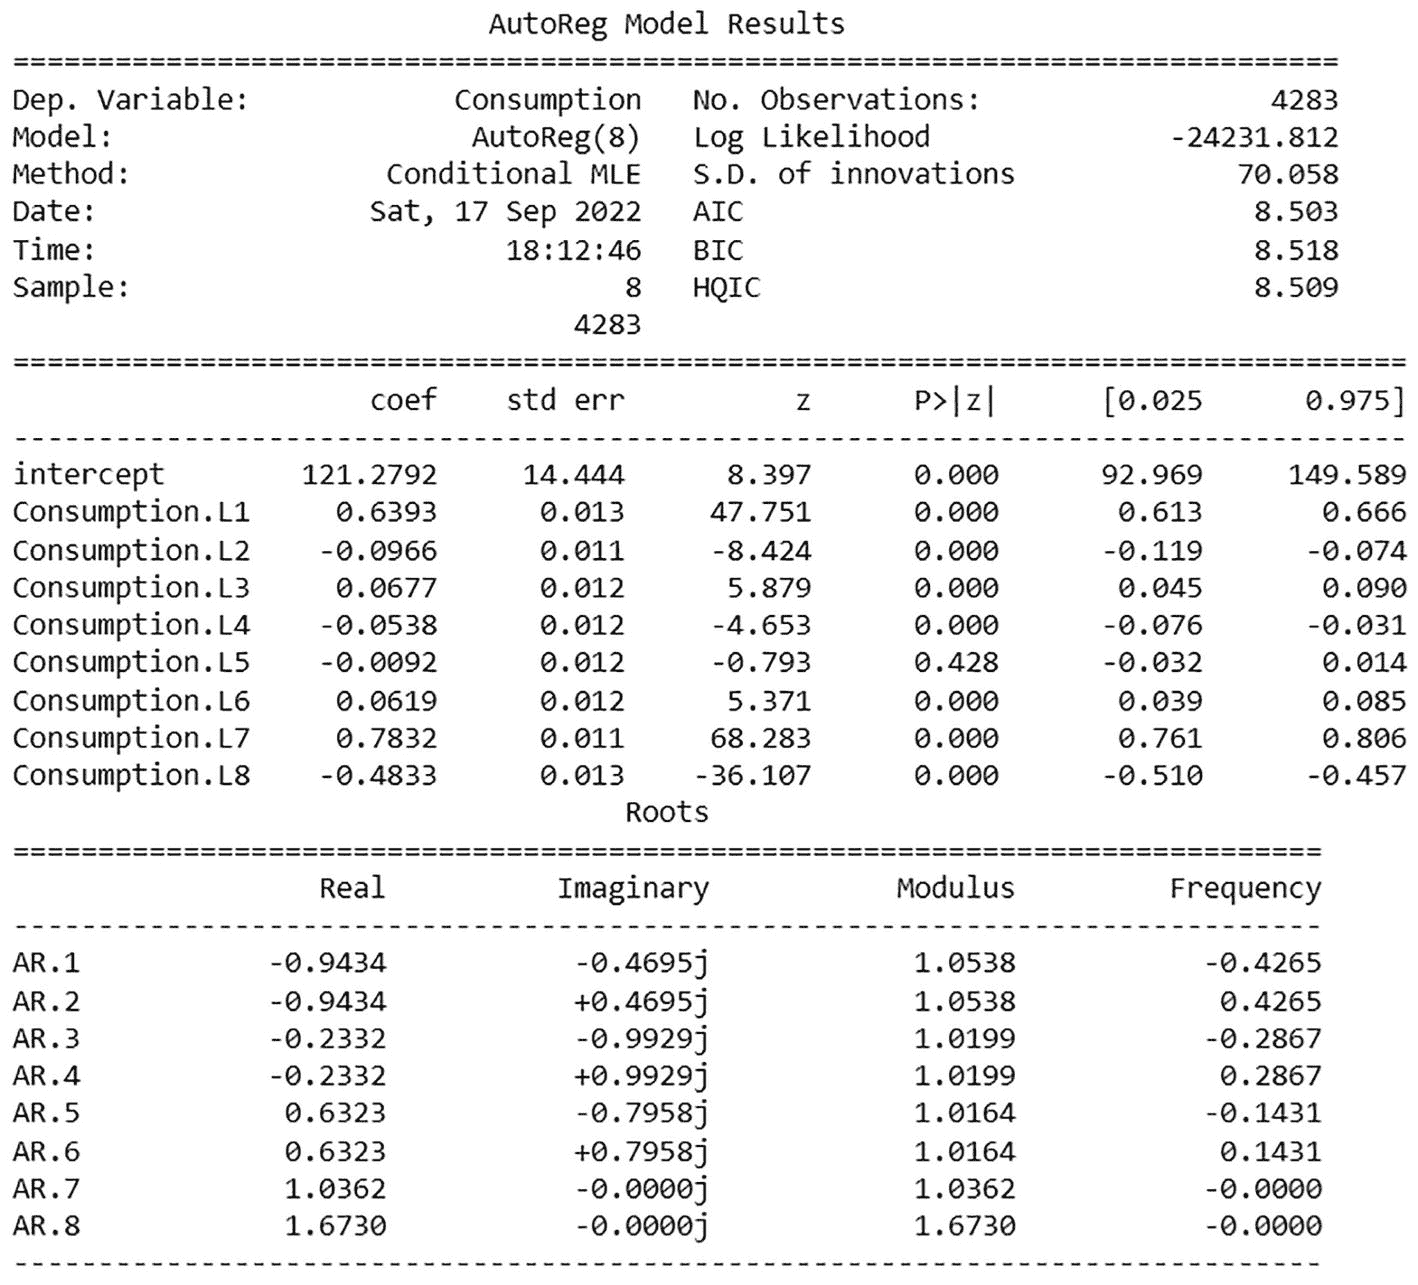 AutoReg Model Results
==============================================================================
Dep. Variable: Consumption No. Observations: 4283
Model: AutoReg(8) Log Likelihood -24231.812
Method: Conditional MLE S.D. of innovations 70.058
Date: Sat, 17 Sep 2022 AIC 8.503
Time: 18:12:46 BIC 8.518
Sample: 8 HQIC 8.509
4283
==================================================================================
coef std err z P>|z| [0.025 0.975]
----------------------------------------------------------------------------------
intercept 121.2792 14.444 8.397 0.000 92.969 149.589
Consumption.L1 0.6393 0.013 47.751 0.000 0.613 0.666
Consumption.L2 -0.0966 0.011 -8.424 0.000 -0.119 -0.074
Consumption.L3 0.0677 0.012 5.879 0.000 0.045 0.090
Consumption.L4 -0.0538 0.012 -4.653 0.000 -0.076 -0.031
Consumption.L5 -0.0092 0.012 -0.793 0.428 -0.032 0.014
Consumption.L6 0.0619 0.012 5.371 0.000 0.039 0.085
Consumption.L7 0.7832 0.011 68.283 0.000 0.761 0.806
Consumption.L8 -0.4833 0.013 -36.107 0.000 -0.510 -0.457
Roots
=============================================================================
Real Imaginary Modulus Frequency
-----------------------------------------------------------------------------
AR.1 -0.9434 -0.4695j 1.0538 -0.4265
AR.2 -0.9434 +0.4695j 1.0538 0.4265
AR.3 -0.2332 -0.9929j 1.0199 -0.2867
AR.4 -0.2332 +0.9929j 1.0199 0.2867
AR.5 0.6323 -0.7958j 1.0164 -0.1431
AR.6 0.6323 +0.7958j 1.0164 0.1431
AR.7 1.0362 -0.0000j 1.0362 -0.0000
AR.8 1.6730 -0.0000j 1.6730 -0.0000
-----------------------------------------------------------------------------